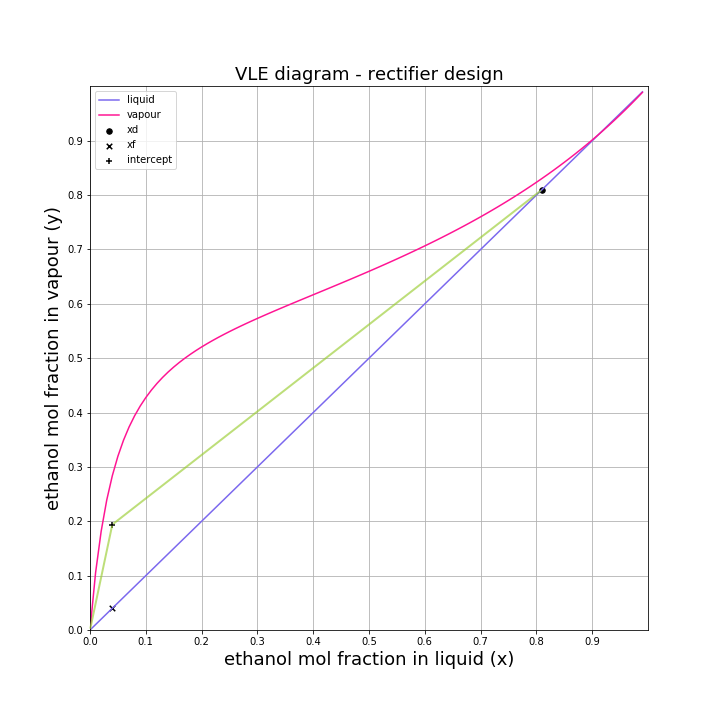 VLE diagram - rectifier design
liquid
vapour
xd
xf
intercept
ethanol mol fraction in vapour (y)
0.9
0.8
0.7
0.6
0.5
0.4
0.3
0.2
0.1
0.0
0.0 0.1 0.2 0.3 0.4 0.5 0.6 0.7 0.8 0.9
ethanol mol fraction in liquid (x)